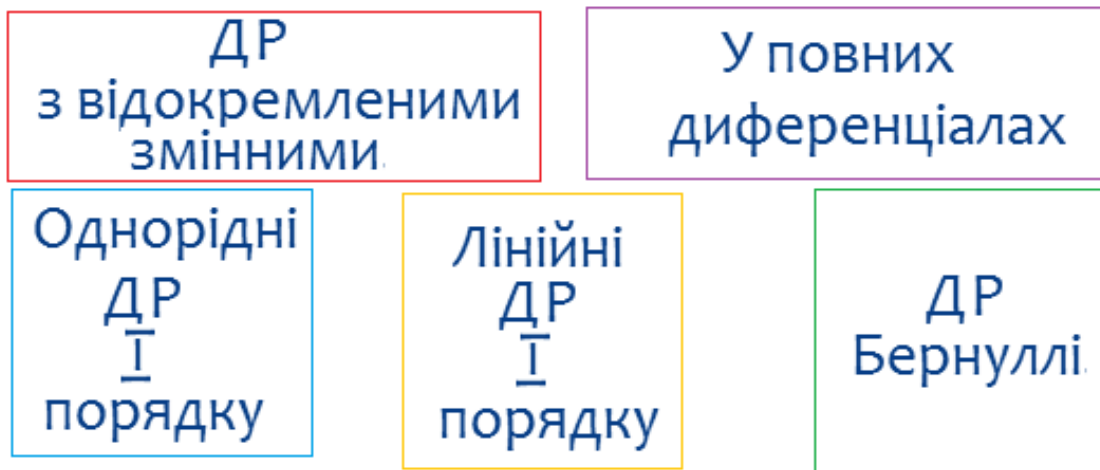 ДР
з відокремленими
змінними.
У повних
диференціалах
Однорідні
ДР
І
порядку
Лінійні
ДР
І
порядку
ДР
Бернуллі.